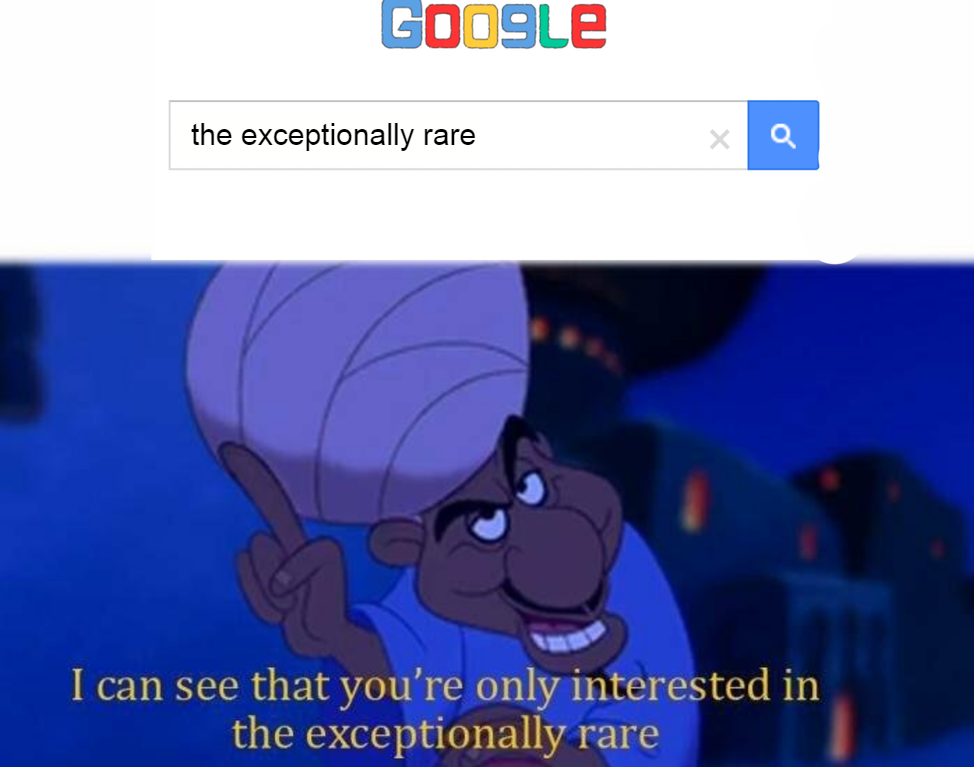 Google
the exceptionally rare
I can see that you're only interested in
the exceptionally rare